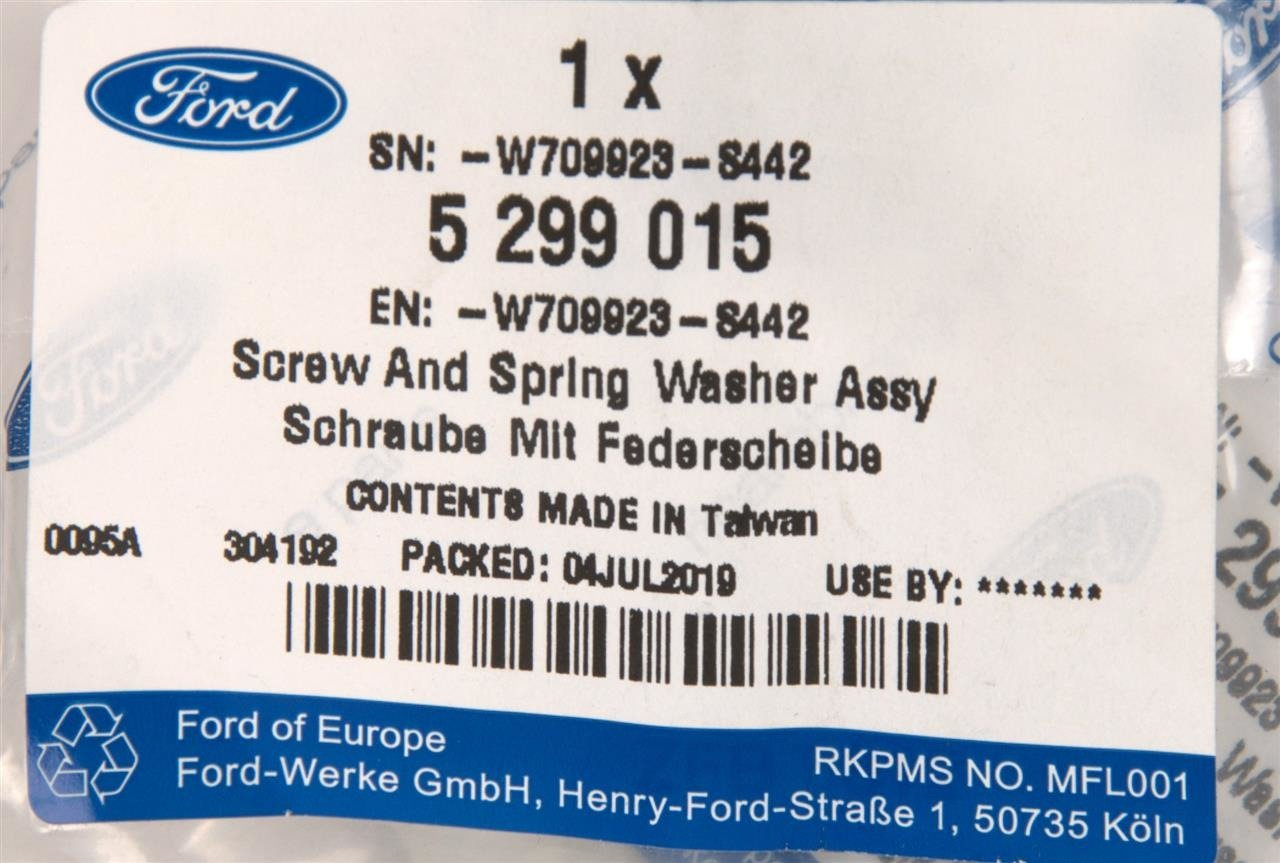 Ford
1 x
SN: -W709923-S442
5 299 015
EN: -W709923-S442
Screw And Spring Washer Assy
Schraube Mit Federscheibe
CONTENTS MADE IN Taiwan
0095A 304192 PACKED: 04JUL2019 USE BY: *******
Ford of Europe
Ford-Werke GmbH, Henry-Ford-Straße 1, 50735 Köln
RKPMS NO. MFL001